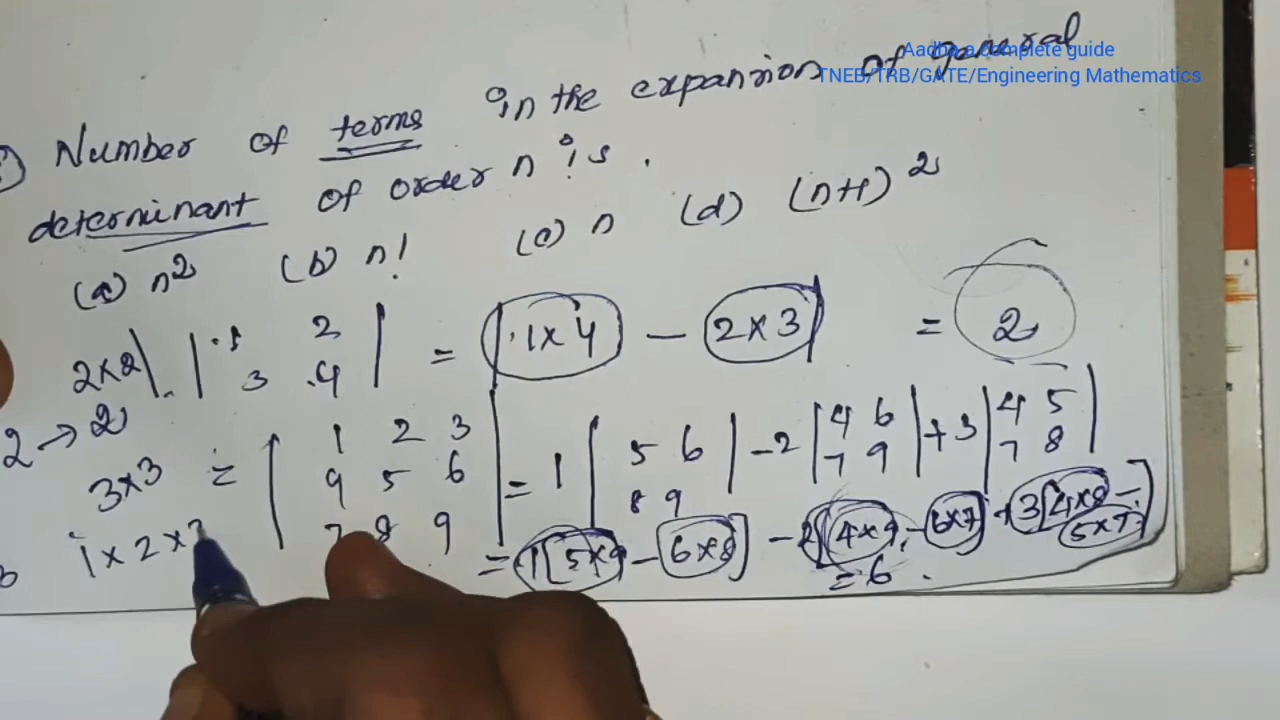 Aadhaa a complete guide
TNEB/TRB/GATE/Engineering Mathematics
Number of terms in the expansion of general
determinant of order n is .
(a) n² (b) n! (c) n (d) (n+1)²
2×2 | 1 2 | = 1×4 − 2×3 = 2
3 4
2 → 2
3×3 = | 1 2 3 | = 1 | 5 6 | −2 | 4 6 | +3 | 4 5 |
4 5 6 8 9 7 9 7 8
7 8 9 = 1[5×9 − 6×8] − 2[4×9 − 6×7] + 3[4×8 − 5×7]
1×2×3 = 6 .